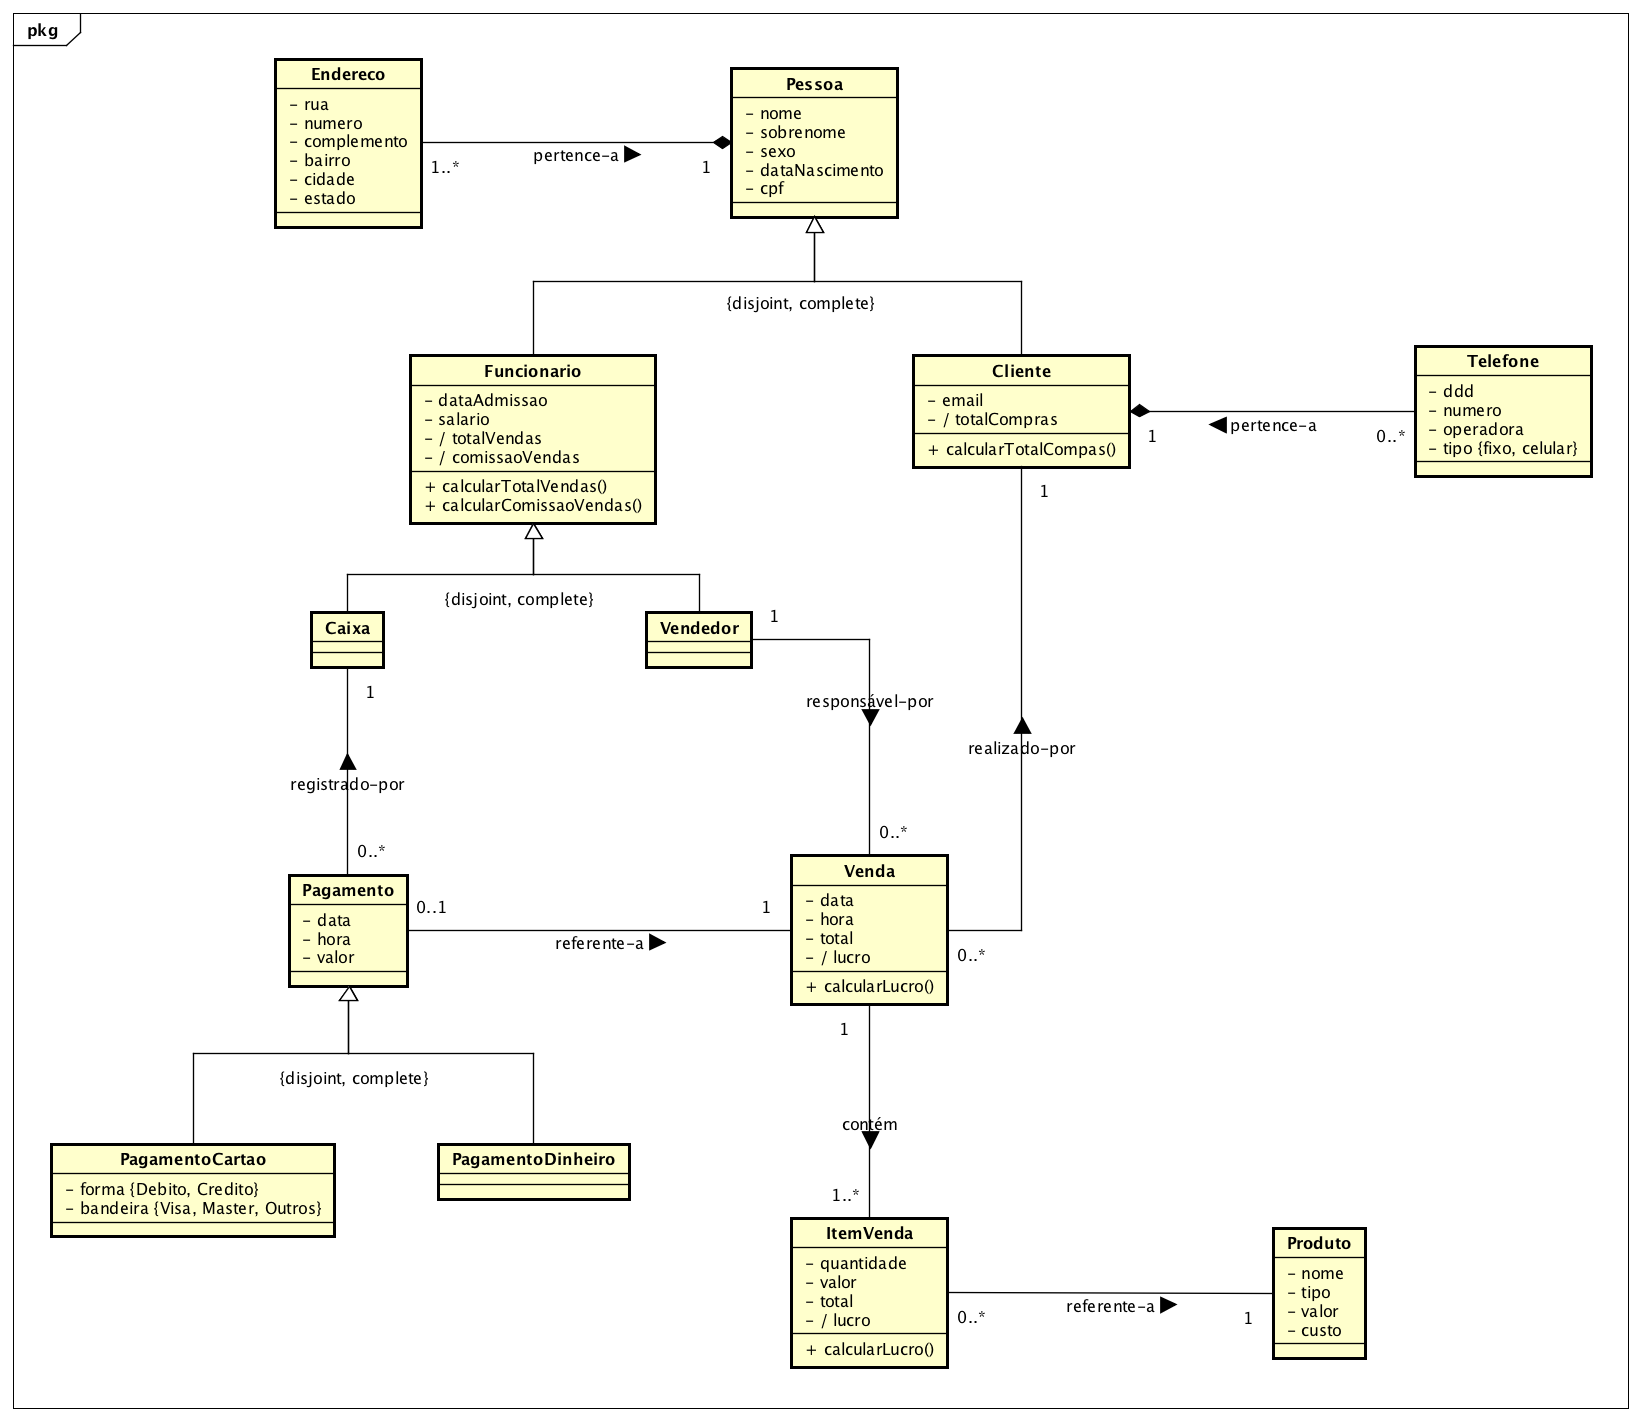 pkg
Endereco
- rua
- numero
- complemento
- bairro
- cidade
- estado
Pessoa
- nome
- sobrenome
- sexo
- dataNascimento
- cpf
1..*
pertence-a
1
{disjoint, complete}
Funcionario
- dataAdmissao
- salario
- / totalVendas
- / comissaoVendas
+ calcularTotalVendas()
+ calcularComissaoVendas()
Cliente
- email
- / totalCompras
+ calcularTotalCompas()
1
pertence-a
0..*
Telefone
- ddd
- numero
- operadora
- tipo {fixo, celular}
1
{disjoint, complete}
Caixa
Vendedor
1
1
responsável-por
realizado-por
registrado-por
0..*
0..*
Pagamento
- data
- hora
- valor
0..1
referente-a
1
Venda
- data
- hora
- total
- / lucro
+ calcularLucro()
0..*
1
{disjoint, complete}
contém
PagamentoCartao
- forma {Debito, Credito}
- bandeira {Visa, Master, Outros}
PagamentoDinheiro
1..*
ItemVenda
- quantidade
- valor
- total
- / lucro
+ calcularLucro()
0..*
referente-a
1
Produto
- nome
- tipo
- valor
- custo